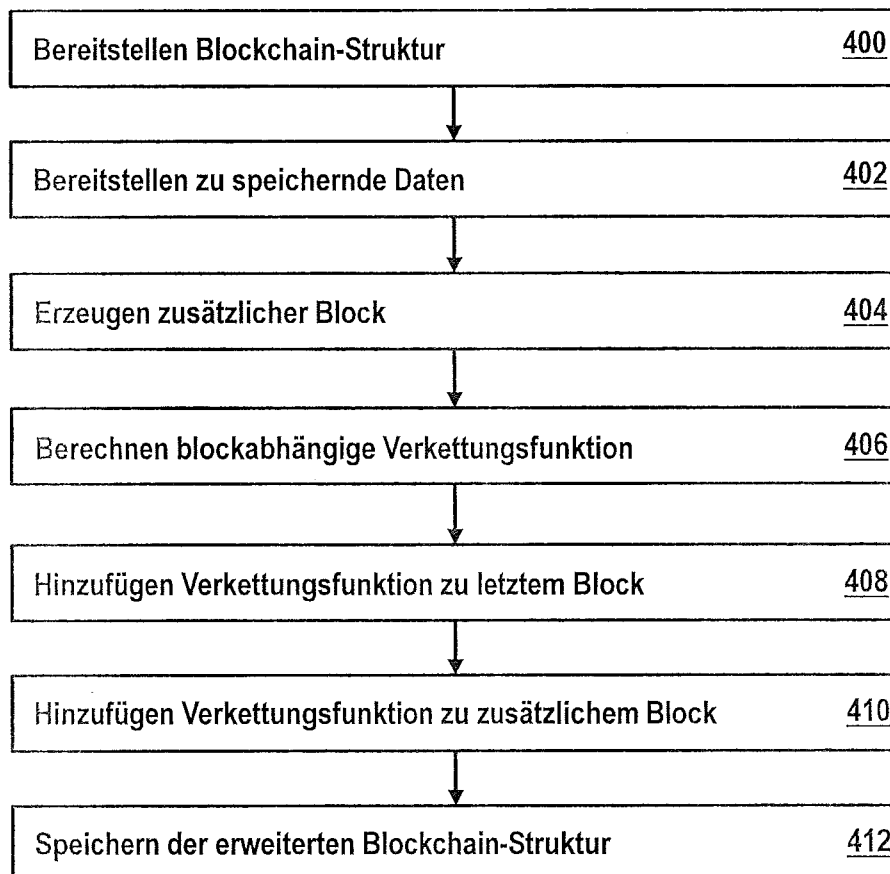 Bereitstellen Blockchain-Struktur 400
Bereitstellen zu speichernde Daten 402
Erzeugen zusätzlicher Block 404
Berechnen blockabhängige Verkettungsfunktion 406
Hinzufügen Verkettungsfunktion zu letztem Block 408
Hinzufügen Verkettungsfunktion zu zusätzlichem Block 410
Speichern der erweiterten Blockchain-Struktur 412